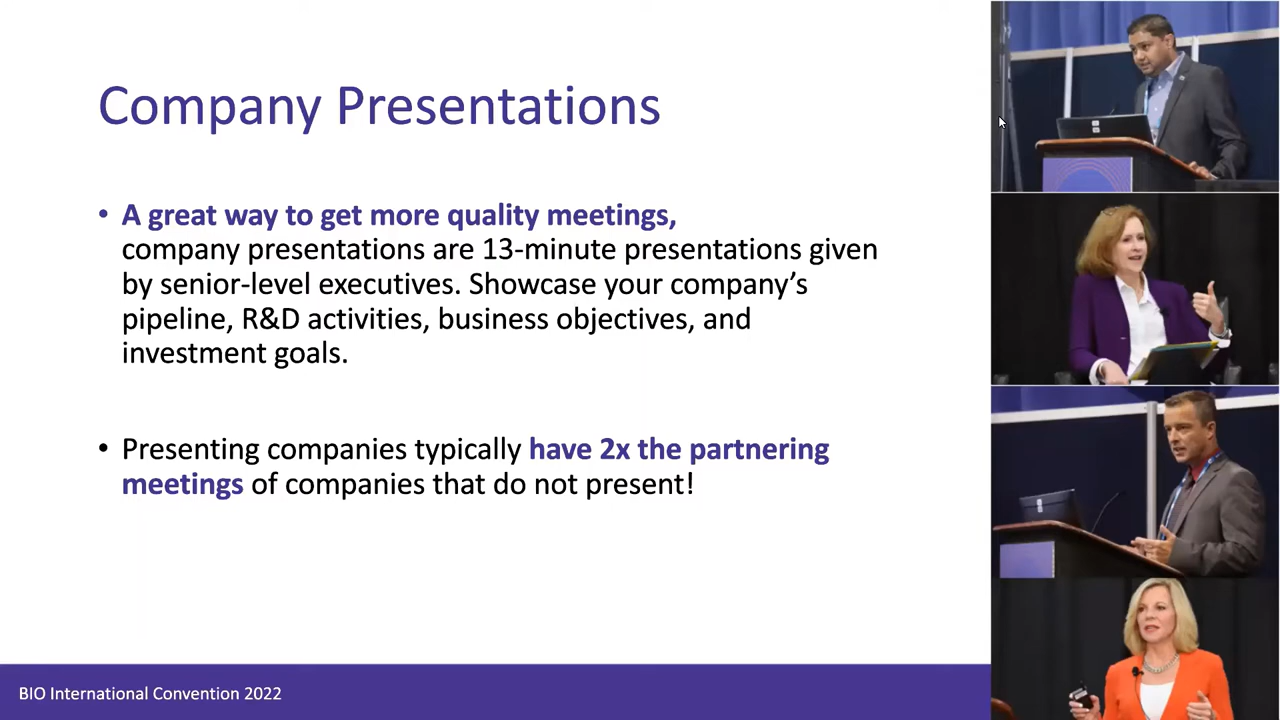 Company Presentations
• A great way to get more quality meetings,
company presentations are 13-minute presentations given
by senior-level executives. Showcase your company’s
pipeline, R&D activities, business objectives, and
investment goals.
• Presenting companies typically have 2x the partnering
meetings of companies that do not present!
BIO International Convention 2022